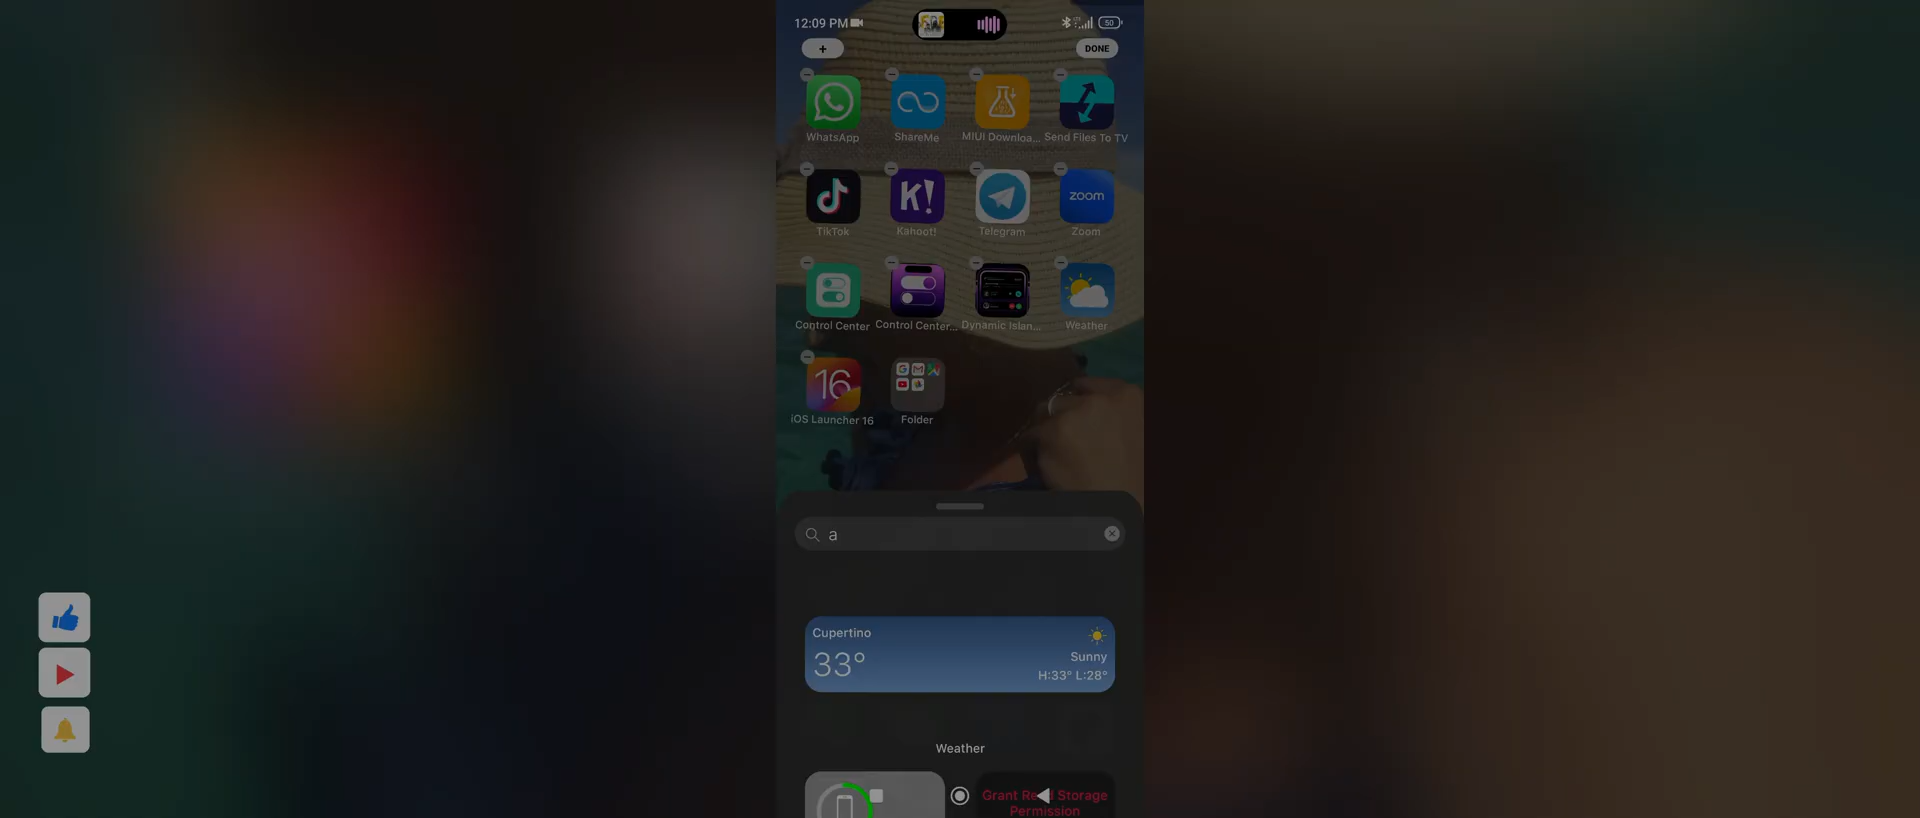 12:09 PM
50
+
DONE
WhatsApp
ShareMe
MIUI Downloa...
Send Files To TV
K!
zoom
TikTok
Kahoot!
Telegram
Zoom
Control Center
Control Center...
Dynamic Islan...
Weather
16
iOS Launcher 16
Folder
a
Cupertino
33°
Sunny
H:33° L:28°
Weather
Grant Read Storage
Permission